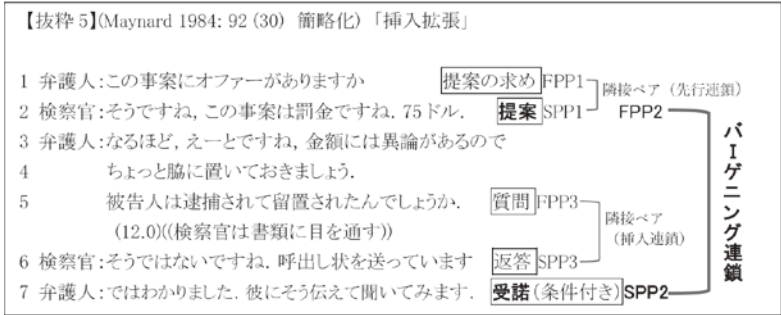 【抜粋5】(Maynard 1984: 92 (30) 簡略化)「挿入拡張」
1 弁護人:この事案にオファーがありますか 提案の求め FPP1 隣接ペア (先行連鎖)
2 検察官:そうですね, この事案は罰金ですね. 75ドル. 提案 SPP1 FPP2
3 弁護人:なるほど, えーとですね, 金額には異論があるので
4 ちょっと脇に置いておきましょう.
5 被告人は逮捕されて留置されたんでしょうか. 質問 FPP3
(12.0)((検察官は書類に目を通す))
隣接ペア
(挿入連鎖)
6 検察官:そうではないですね. 呼出し状を送っています 返答 SPP3
7 弁護人:ではわかりました. 彼にそう伝えて聞いてみます. 受諾(条件付き)SPP2
バーゲニング連鎖